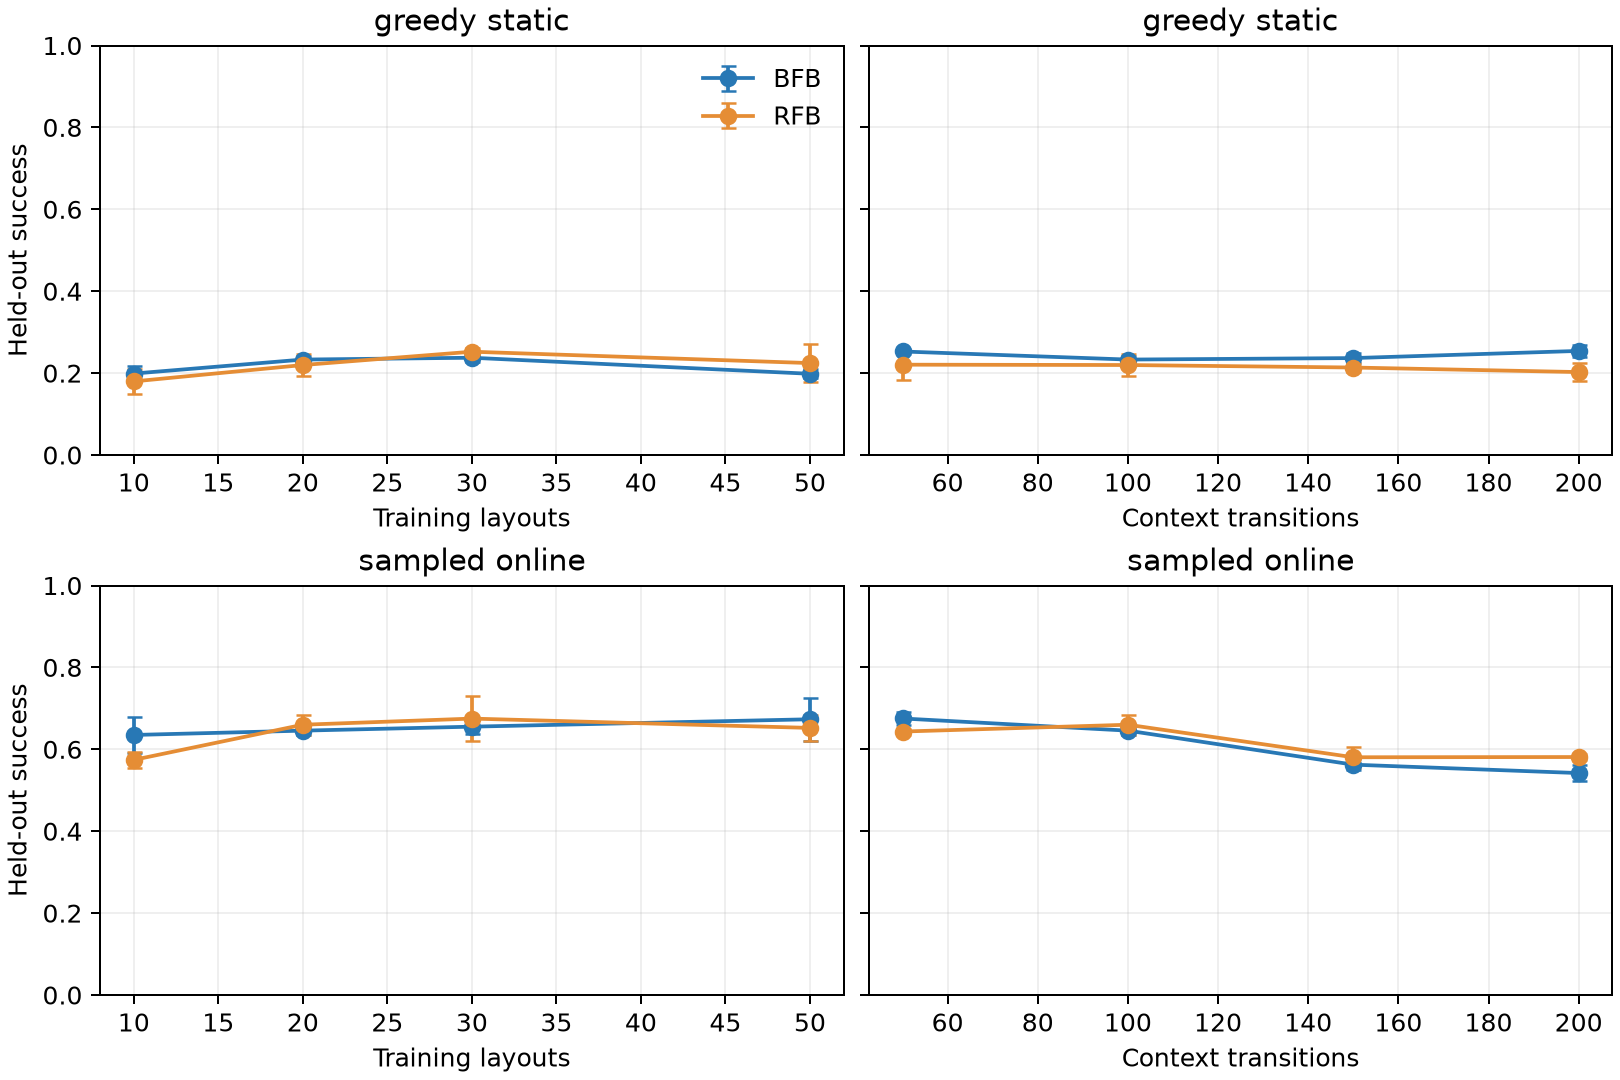 greedy static
greedy static
BFB
RFB
Held-out success
1.0
0.8
0.6
0.4
0.2
0.0
10 15 20 25 30 35 40 45 50
60 80 100 120 140 160 180 200
Training layouts
Context transitions
sampled online
sampled online
Held-out success
1.0
0.8
0.6
0.4
0.2
0.0
10 15 20 25 30 35 40 45 50
60 80 100 120 140 160 180 200
Training layouts
Context transitions